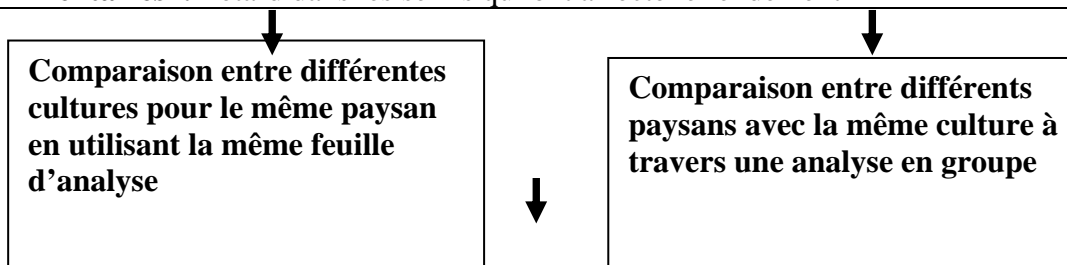 Comparaison entre différentes
cultures pour le même paysan
en utilisant la même feuille
d’analyse
Comparaison entre différents
paysans avec la même culture à
travers une analyse en groupe